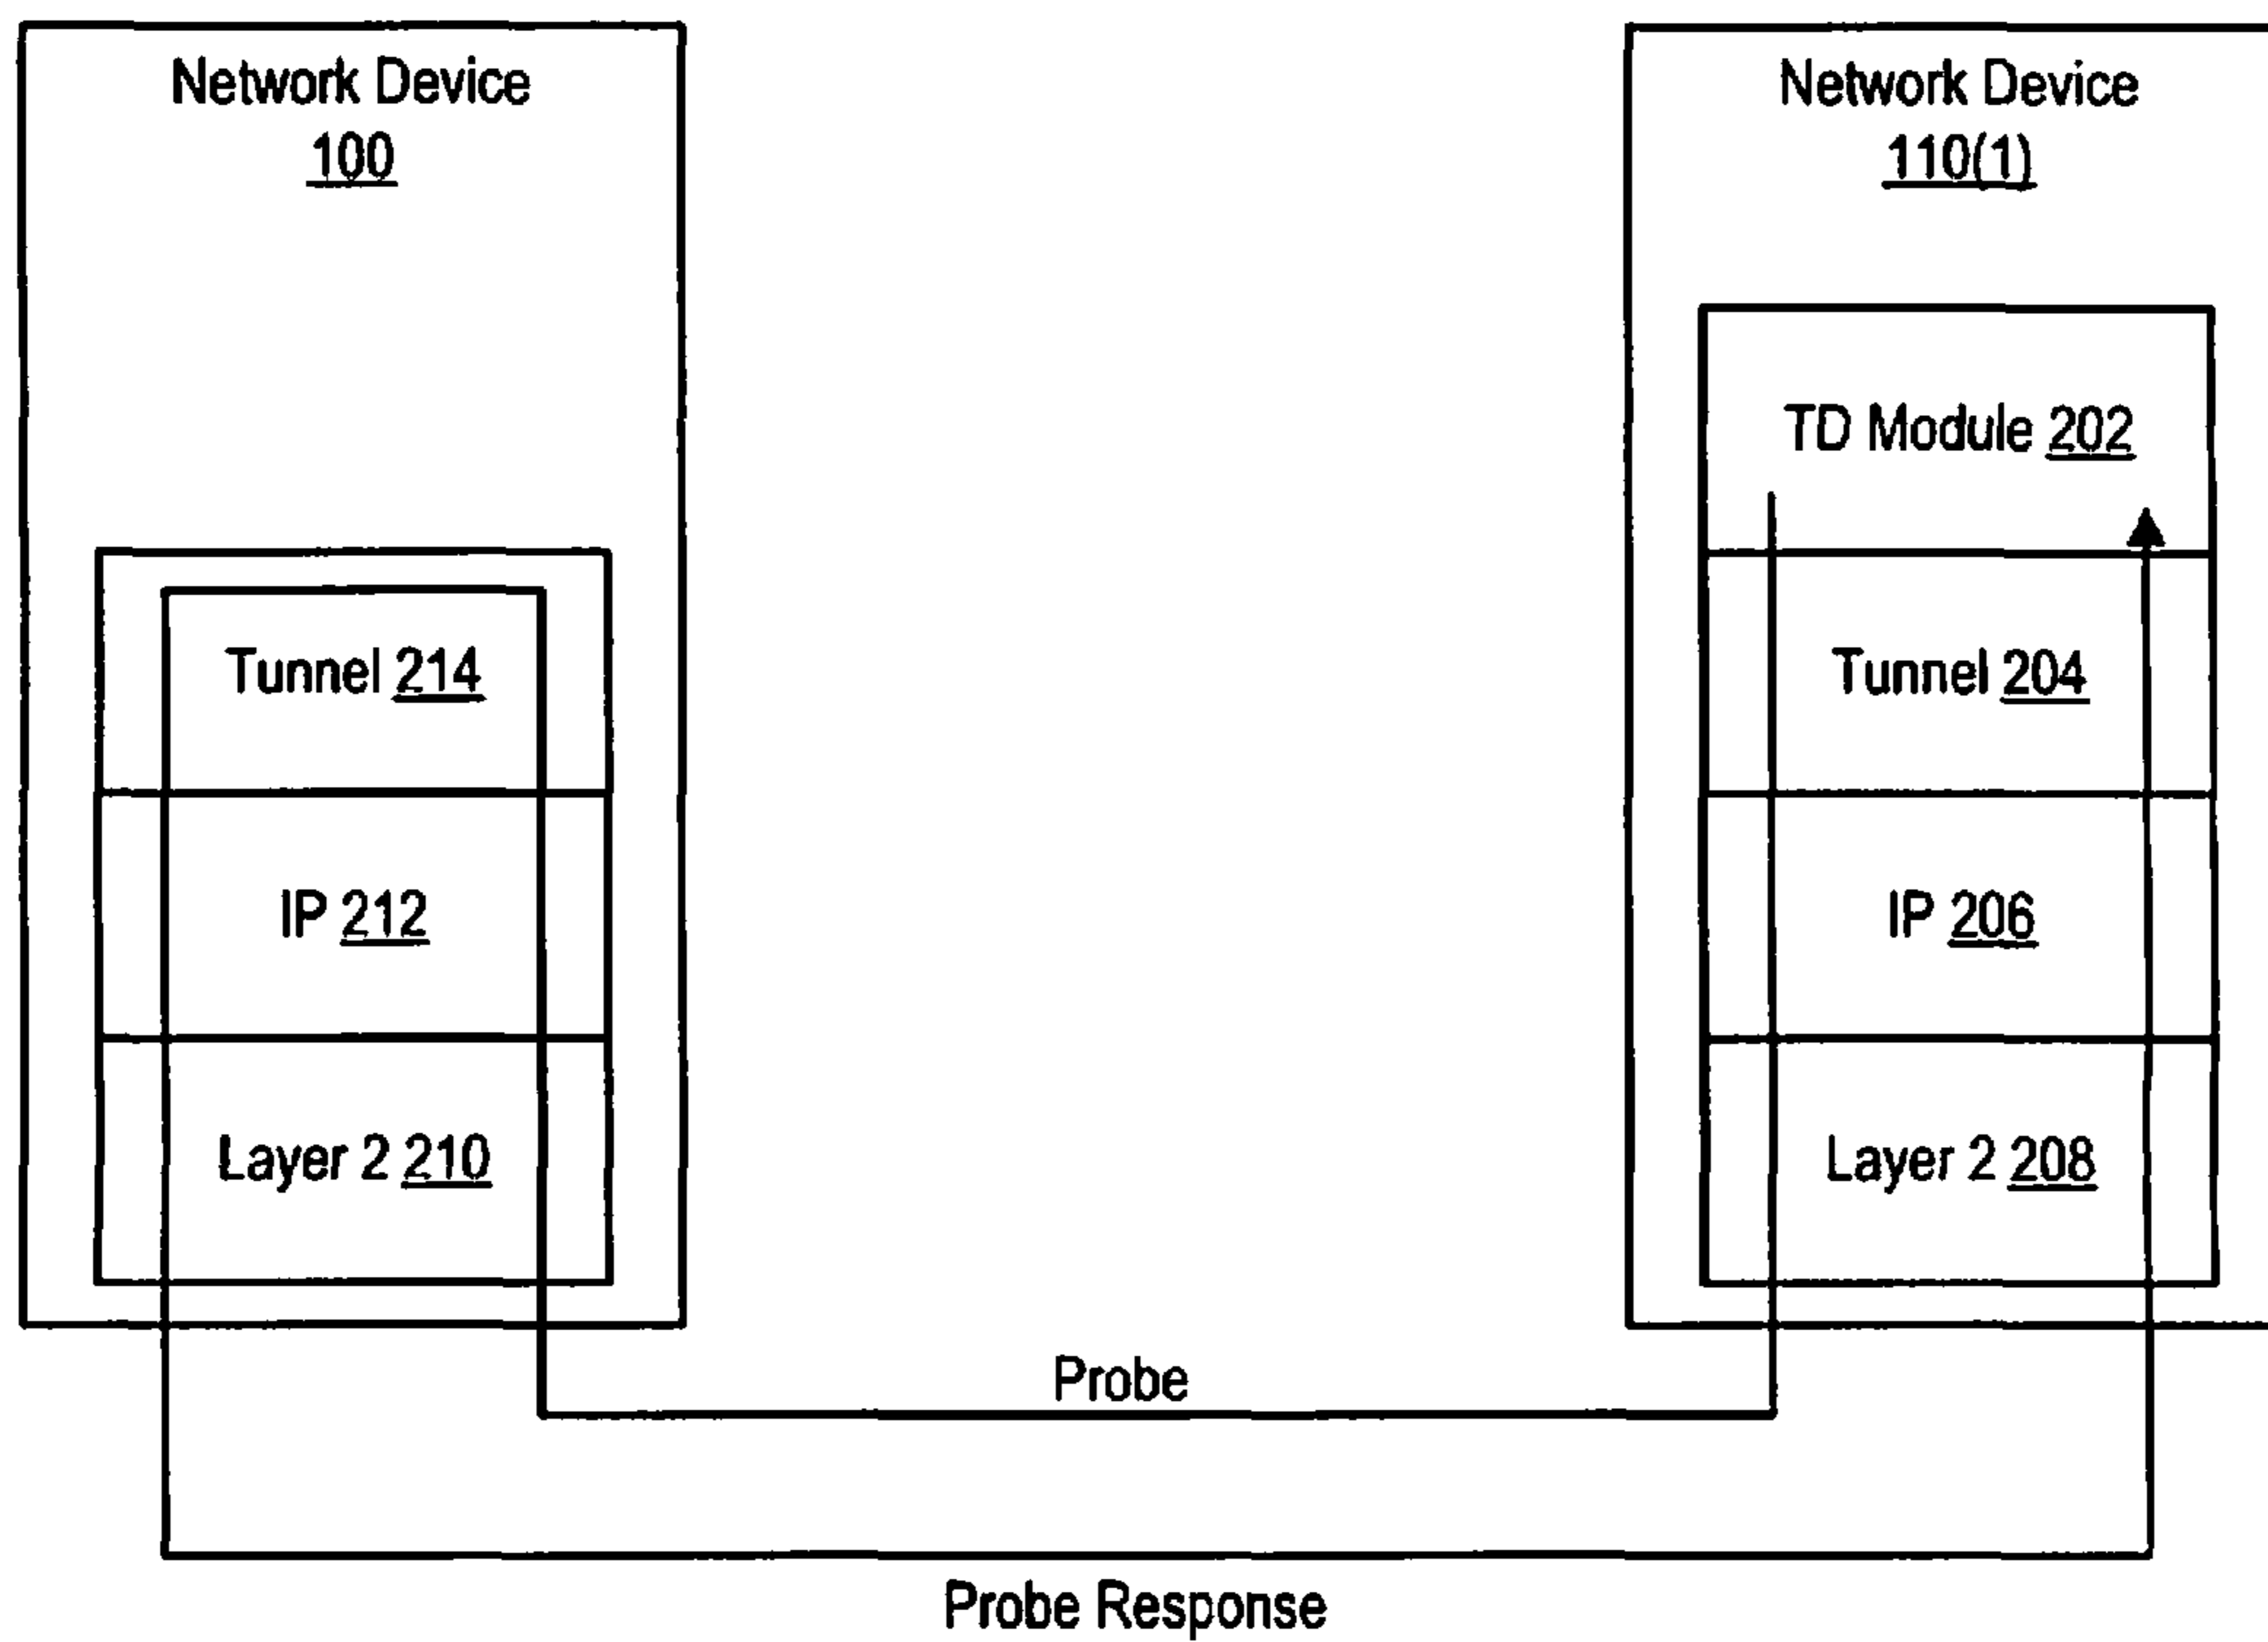 Network Device
100
Network Device
110(1)
TD Module 202
Tunnel 214
Tunnel 204
IP 212
IP 206
Layer 2 210
Layer 2 208
Probe
Probe Response